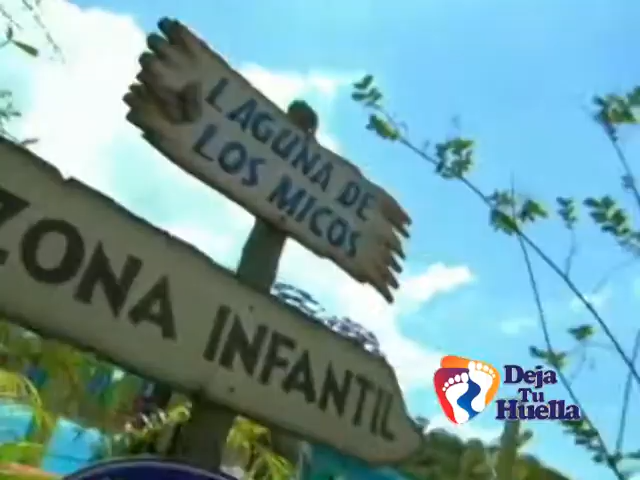 LAGUNA DE
LOS MICOS
ZONA INFANTIL
Deja
Tu
Huella